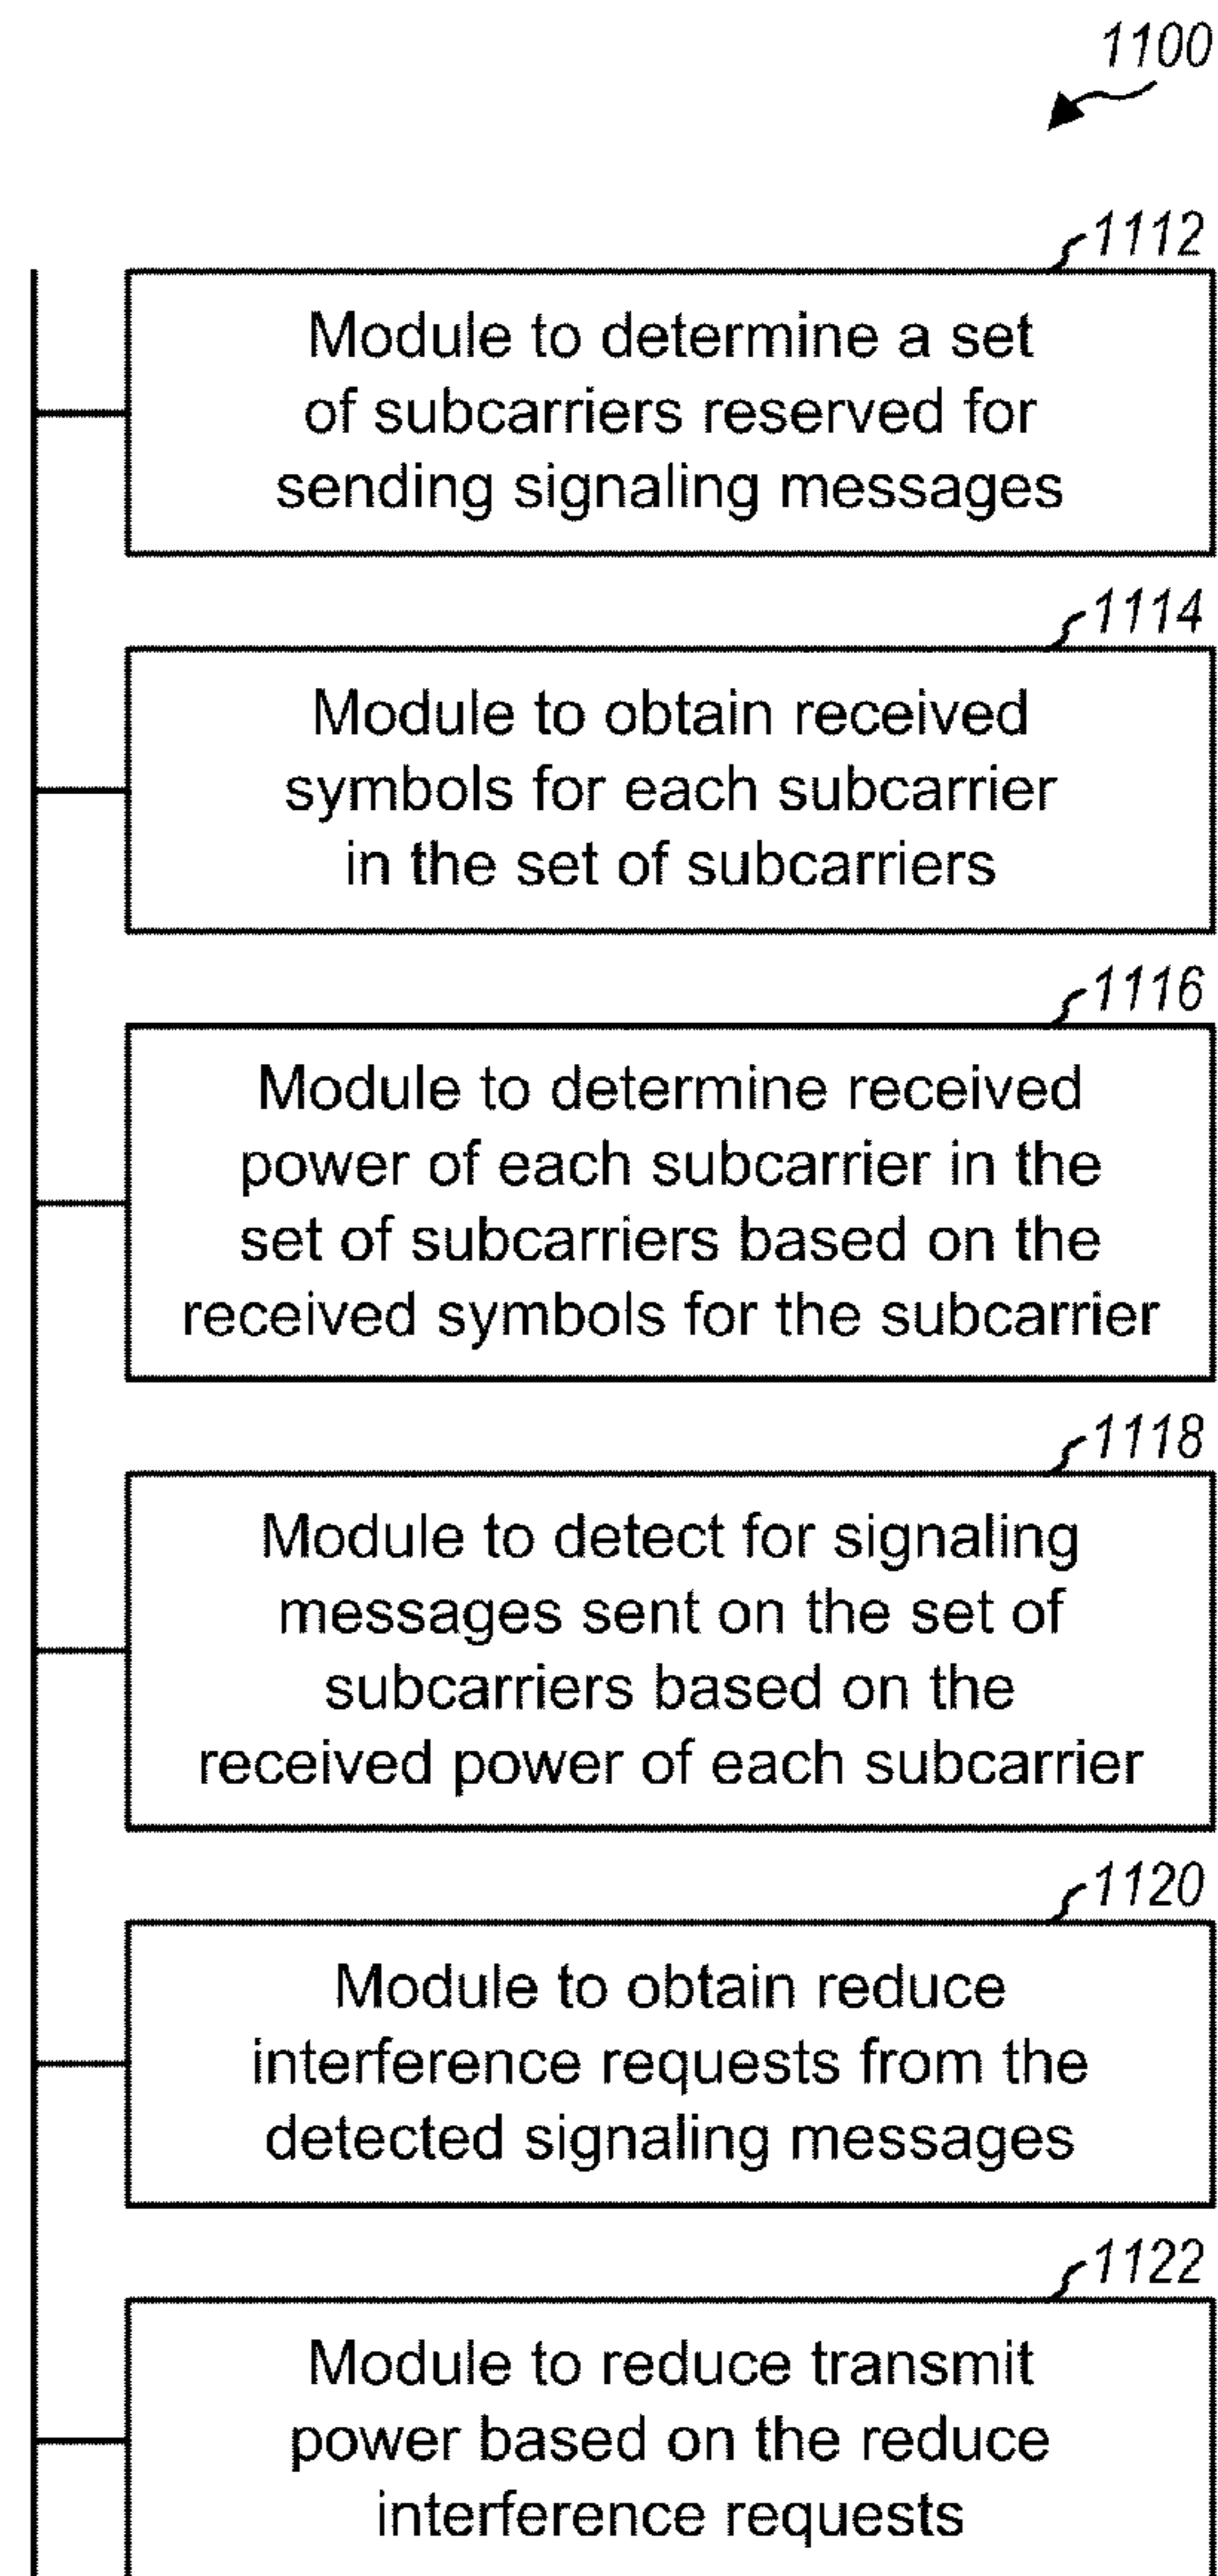 1100
1112
Module to determine a set
of subcarriers reserved for
sending signaling messages
1114
Module to obtain received
symbols for each subcarrier
in the set of subcarriers
1116
Module to determine received
power of each subcarrier in the
set of subcarriers based on the
received symbols for the subcarrier
1118
Module to detect for signaling
messages sent on the set of
subcarriers based on the
received power of each subcarrier
1120
Module to obtain reduce
interference requests from the
detected signaling messages
1122
Module to reduce transmit
power based on the reduce
interference requests